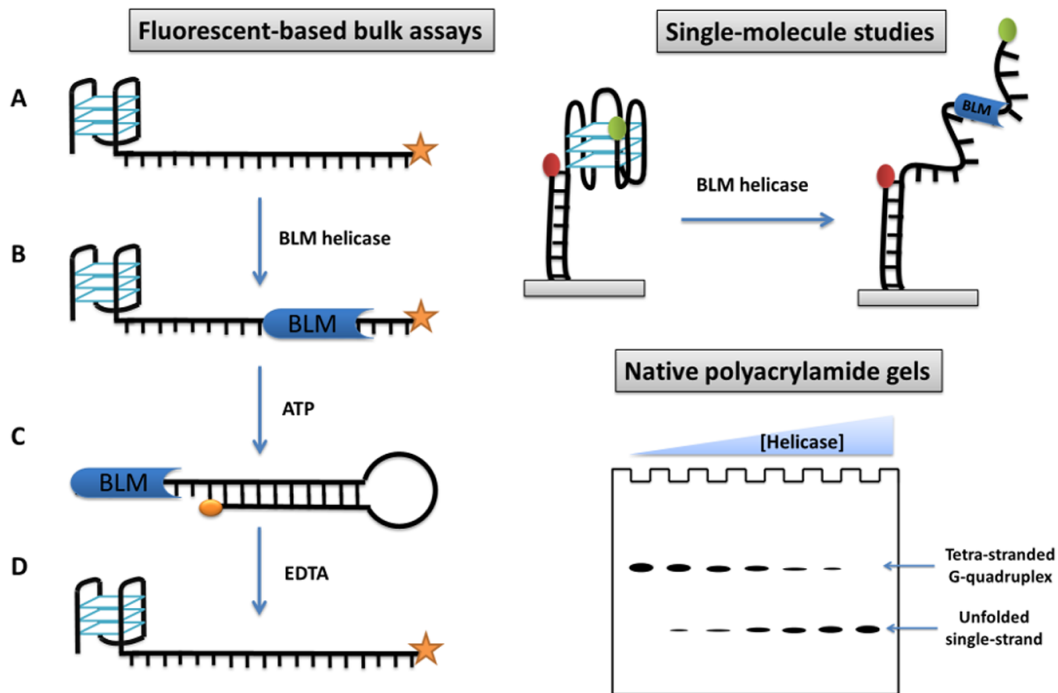 Fluorescent-based bulk assays
A
BLM helicase
B
BLM
ATP
C
BLM
EDTA
D
Single-molecule studies
BLM helicase
BLM
Native polyacrylamide gels
[Helicase]
Tetra-stranded
G-quadruplex
Unfolded
single-strand